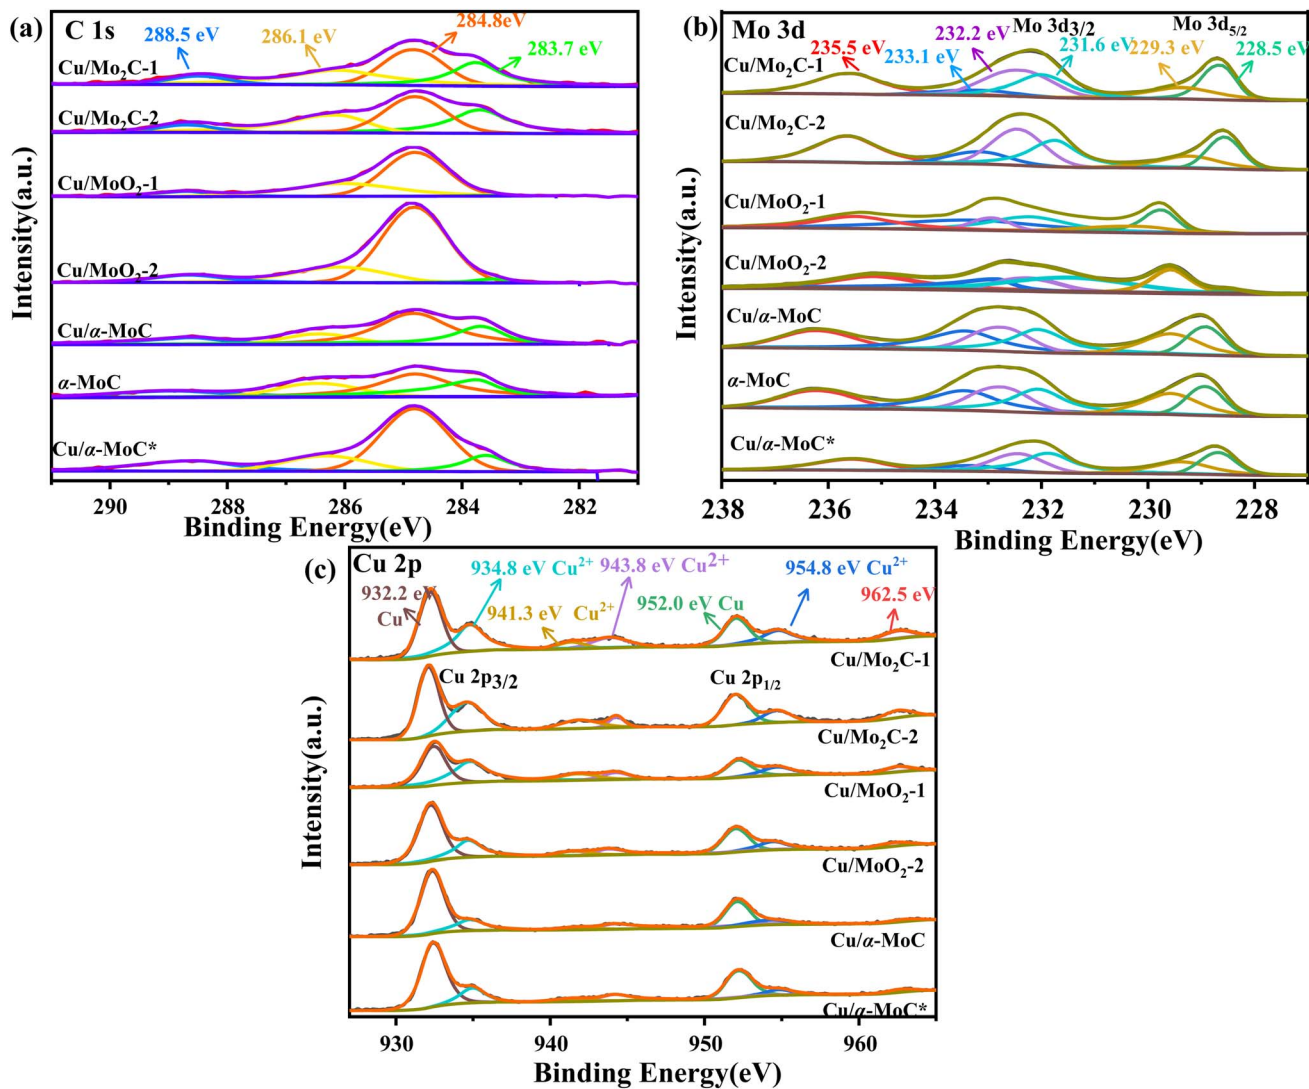 (a)
C 1s
288.5 eV
286.1 eV
284.8eV
283.7 eV
Cu/Mo₂C-1
Cu/Mo₂C-2
Cu/MoO₂-1
Cu/MoO₂-2
Cu/α-MoC
α-MoC
Cu/α-MoC*
Intensity(a.u.)
290 288 286 284 282
Binding Energy(eV)
(b)
Mo 3d
235.5 eV
233.1 eV
232.2 eV
Mo 3d3/2
231.6 eV
229.3 eV
Mo 3d₅/₂
228.5 eV
Cu/Mo₂C-1
Cu/Mo₂C-2
Cu/MoO₂-1
Cu/MoO₂-2
Cu/α-MoC
α-MoC
Cu/α-MoC*
Intensity(a.u.)
238 236 234 232 230 228
Binding Energy(eV)
(c)
Cu 2p
932.2 eV
Cu
934.8 eV Cu²⁺
941.3 eV Cu²⁺
943.8 eV Cu2+
952.0 eV Cu
954.8 eV Cu²⁺
962.5 eV
Cu/Mo₂C-1
Cu 2p3/2
Cu 2p₁/₂
Cu/Mo₂C-2
Cu/MoO₂-1
Cu/MoO₂-2
Cu/α-MoC
Cu/α-MoC*
Intensity(a.u.)
930 940 950 960
Binding Energy(eV)